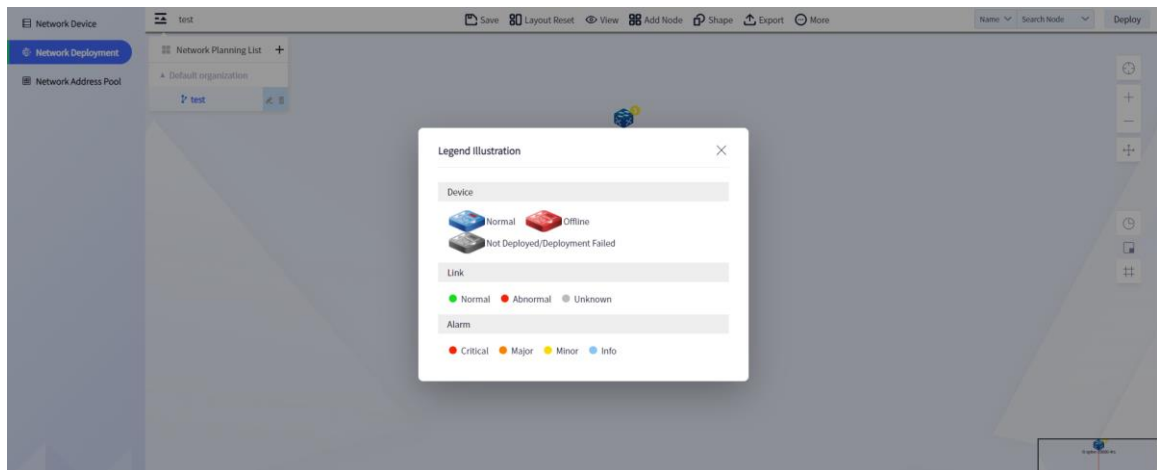 Network Device
test
Save Layout Reset View Add Node Shape Export More
Name Search Node Deploy
Network Deployment
Network Planning List +
Default organization
Network Address Pool
test
Legend Illustration
Device
Normal Offline
Not Deployed/Deployment Failed
Link
Normal Abnormal Unknown
Alarm
Critical Major Minor Info